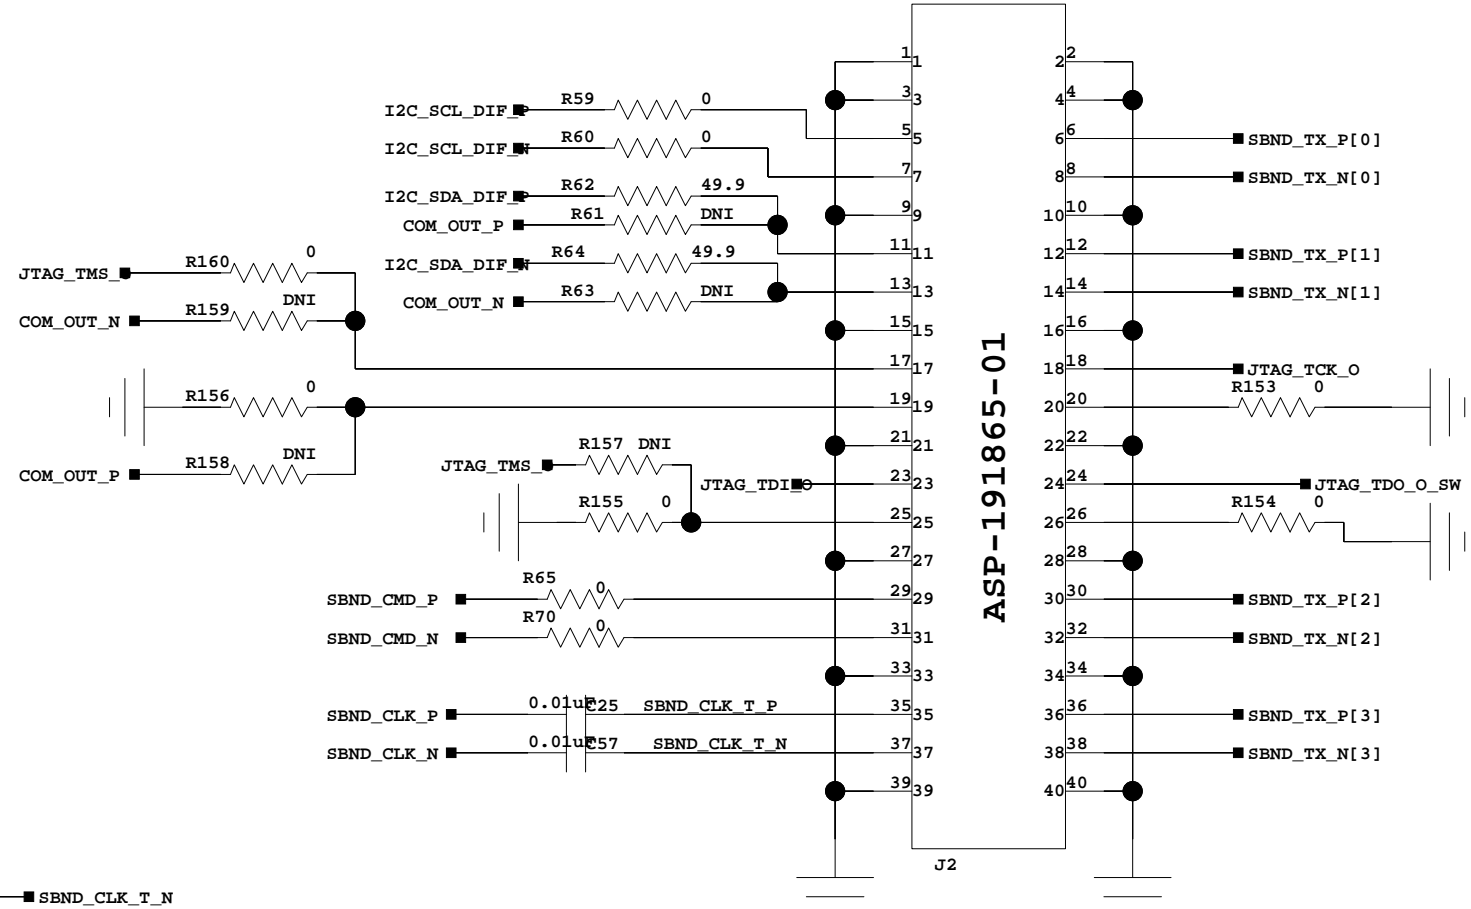 1 1 2 2
I2C_SCL_DIF_P R59 0 3 3 4 4
I2C_SCL_DIF_N R60 0 5 5 6 6 SBND_TX_P[0]
I2C_SDA_DIF_P R62 49.9 7 7 8 8 SBND_TX_N[0]
COM_OUT_P R61 DNI 9 9 10 10
I2C_SDA_DIF_N R64 49.9 11 11 12 12 SBND_TX_P[1]
COM_OUT_N R63 DNI 13 13 14 14 SBND_TX_N[1]
JTAG_TMS_ R160 0
COM_OUT_N R159 DNI 15 15 16 16
17 17 18 18 JTAG_TCK_O
R156 0 19 19 20 20 R153 0
21 21 22 22
COM_OUT_P R158 DNI
JTAG_TMS_ R157 DNI
JTAG_TDI_O 23 23 24 24 JTAG_TDO_O_SW
R155 0 25 25 26 26 R154 0
27 27 28 28
SBND_CMD_P R65 0 29 29 30 30 SBND_TX_P[2]
SBND_CMD_N R70 0 31 31 32 32 SBND_TX_N[2]
33 33 34 34
SBND_CLK_P 0.01uF C25 SBND_CLK_T_P 35 35 36 36 SBND_TX_P[3]
SBND_CLK_N 0.01uF C57 SBND_CLK_T_N 37 37 38 38 SBND_TX_N[3]
39 39 40 40
ASP-191865-01
J2
SBND_CLK_T_N